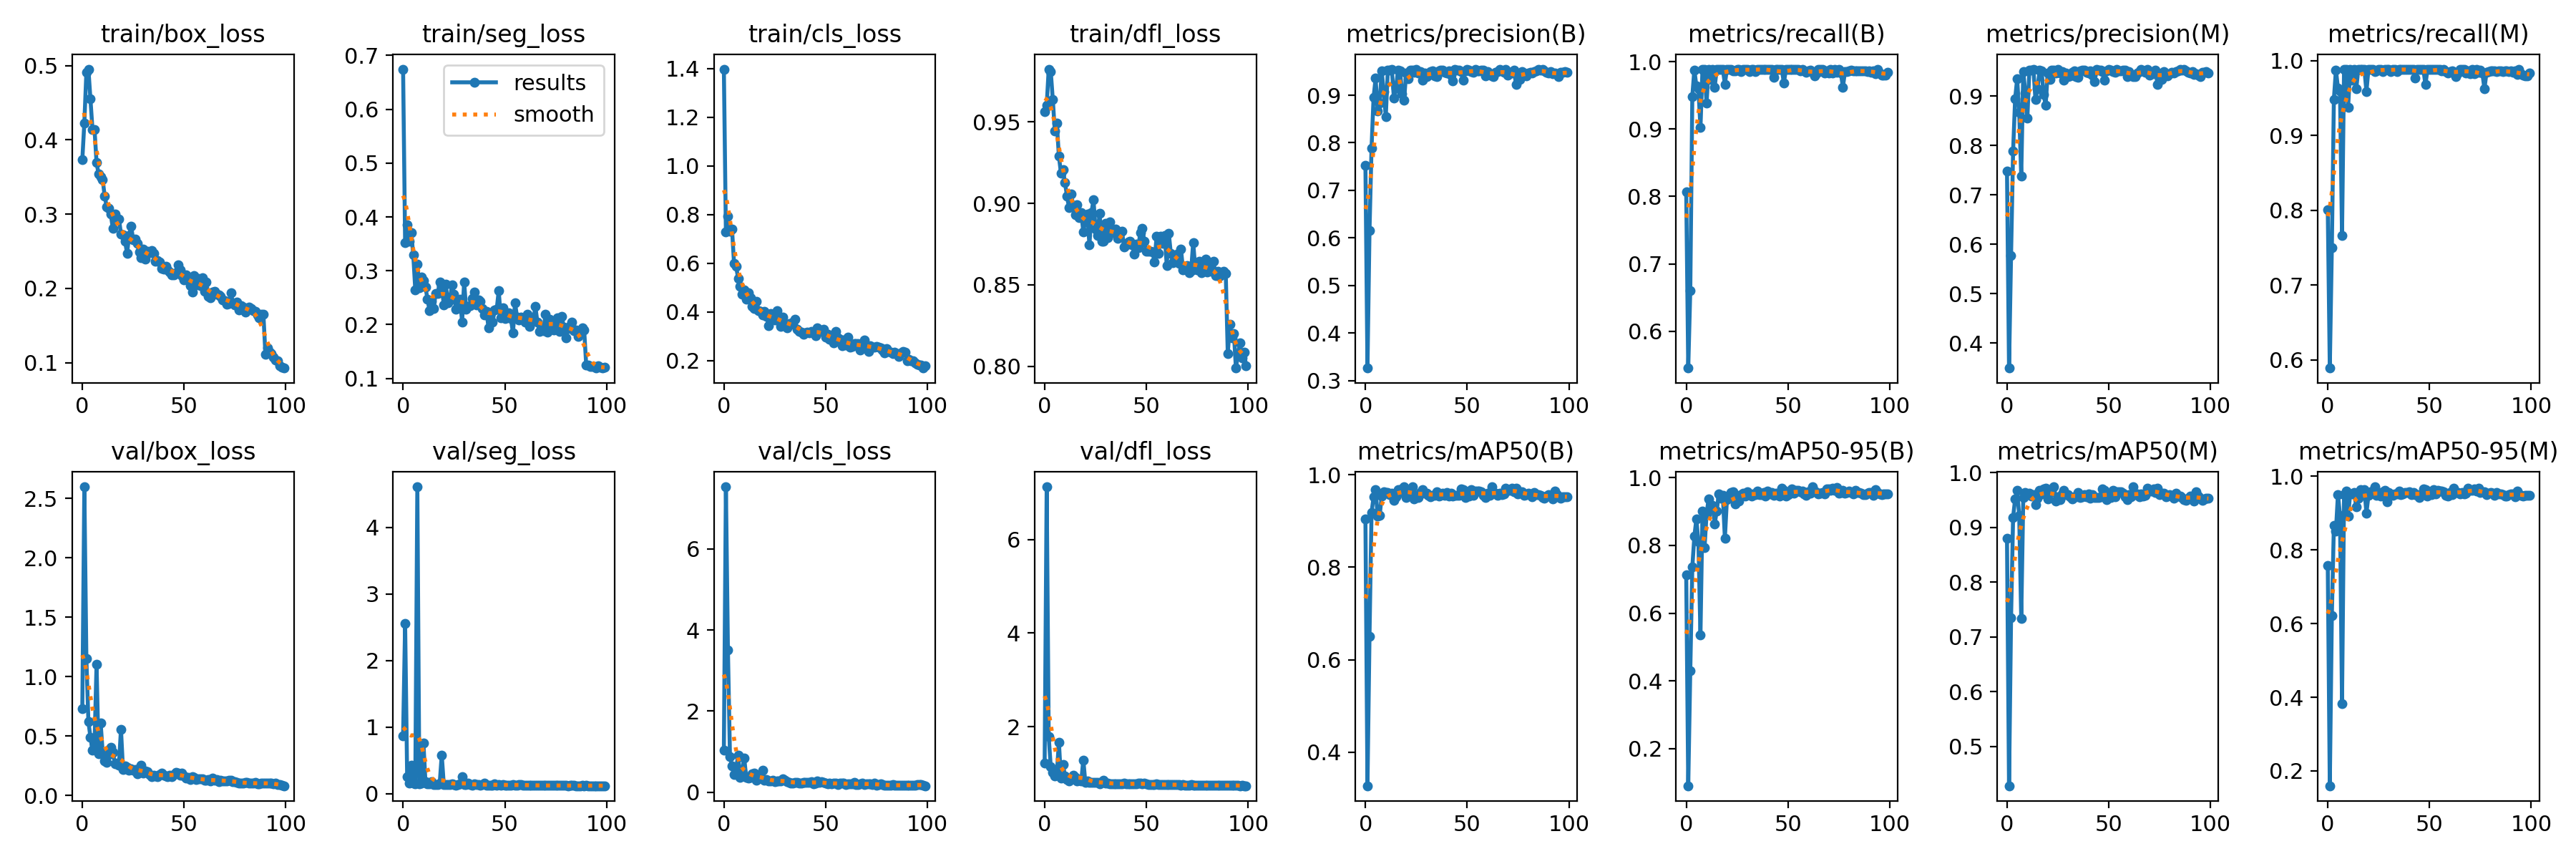 train/box_loss
0.5
0.4
0.3
0.2
0.1
0 50 100
train/seg_loss
results
smooth
0.7
0.6
0.5
0.4
0.3
0.2
0.1
0 50 100
train/cls_loss
1.4
1.2
1.0
0.8
0.6
0.4
0.2
0 50 100
train/dfl_loss
0.95
0.90
0.85
0.80
0 50 100
metrics/precision(B)
0.9
0.8
0.7
0.6
0.5
0.4
0.3
0 50 100
metrics/recall(B)
1.0
0.9
0.8
0.7
0.6
0 50 100
metrics/precision(M)
0.9
0.8
0.7
0.6
0.5
0.4
0 50 100
metrics/recall(M)
1.0
0.9
0.8
0.7
0.6
0 50 100
val/box_loss
2.5
2.0
1.5
1.0
0.5
0.0
0 50 100
val/seg_loss
4
3
2
1
0
0 50 100
val/cls_loss
6
4
2
0
0 50 100
val/dfl_loss
6
4
2
0 50 100
metrics/mAP50(B)
1.0
0.8
0.6
0.4
0 50 100
metrics/mAP50-95(B)
1.0
0.8
0.6
0.4
0.2
0 50 100
metrics/mAP50(M)
1.0
0.9
0.8
0.7
0.6
0.5
0 50 100
metrics/mAP50-95(M)
1.0
0.8
0.6
0.4
0.2
0 50 100